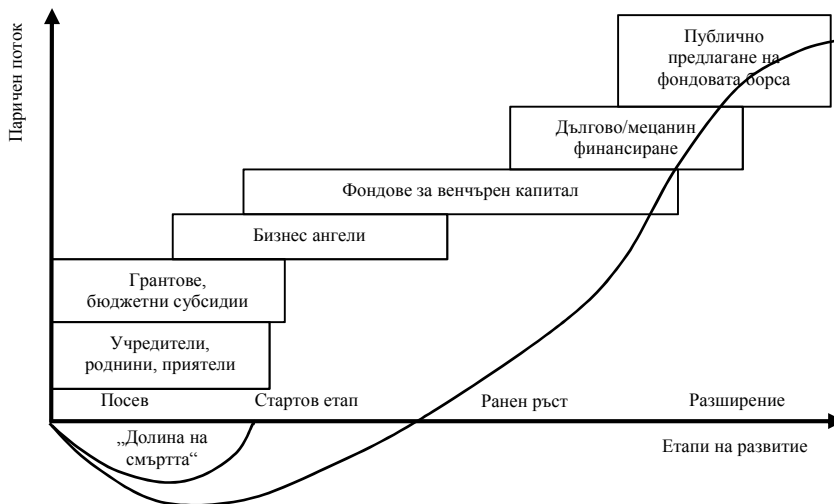 Паричен поток
Публично
предлагане на
фондовата борса
Дългово/мецанин
финансиране
Фондове за венчърен капитал
Бизнес ангели
Грантове,
бюджетни субсидии
Учредители,
роднини, приятели
Посев
Стартов етап
Ранен ръст
Разширение
„Долина на
смъртта“
Етапи на развитие